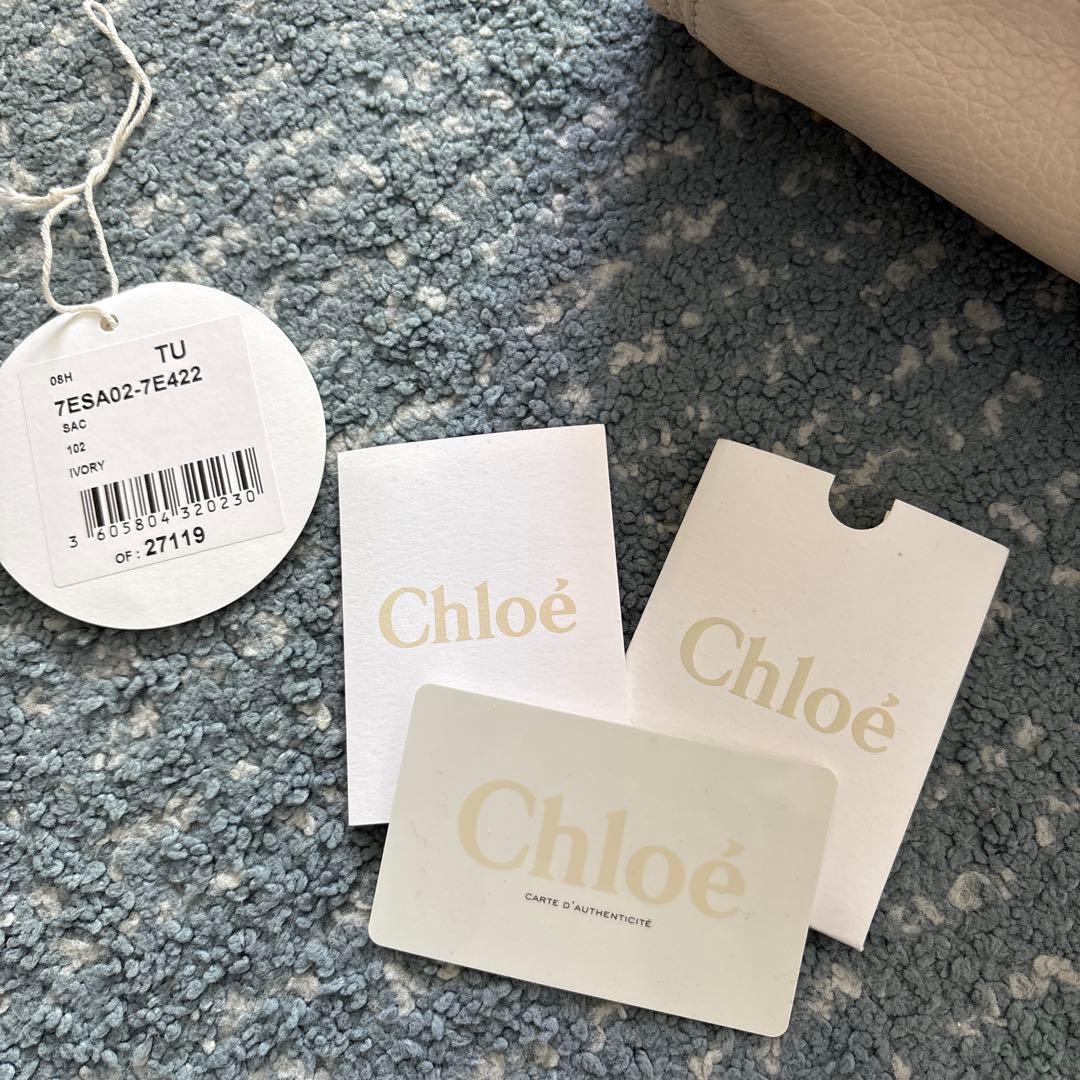 TU
08H
7ESA02-7E422
SAC
102
IVORY
3 605804 320230
OF : 27119
Chloé
Chloé
Chloé
CARTE D'AUTHENTICITÉ